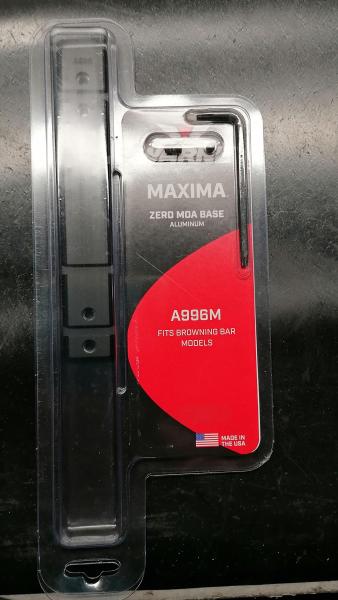 MAXIMA
ZERO MOA BASE
ALUMINUM
A996M
FITS BROWNING BAR
MODELS
MADE IN
THE USA